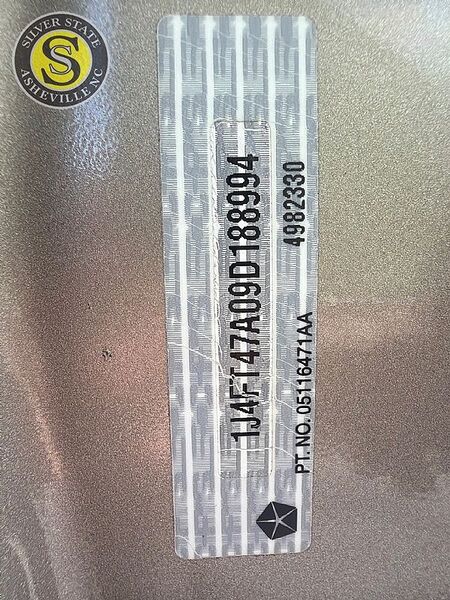 SILVER STATE
S
ASHEVILLE NC
1J4FT47A09D188994
4982330
PT. NO. 05116471AA